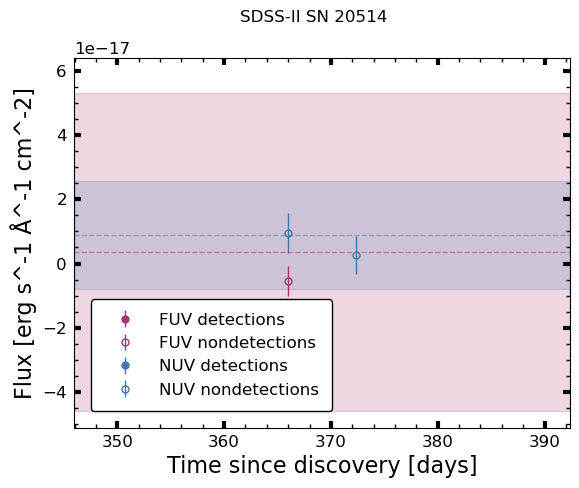 SDSS-II SN 20514
1e−17
6
4
2
0
−2
−4
Flux [erg s^-1 Å^-1 cm^-2]
FUV detections
FUV nondetections
NUV detections
NUV nondetections
350 360 370 380 390
Time since discovery [days]